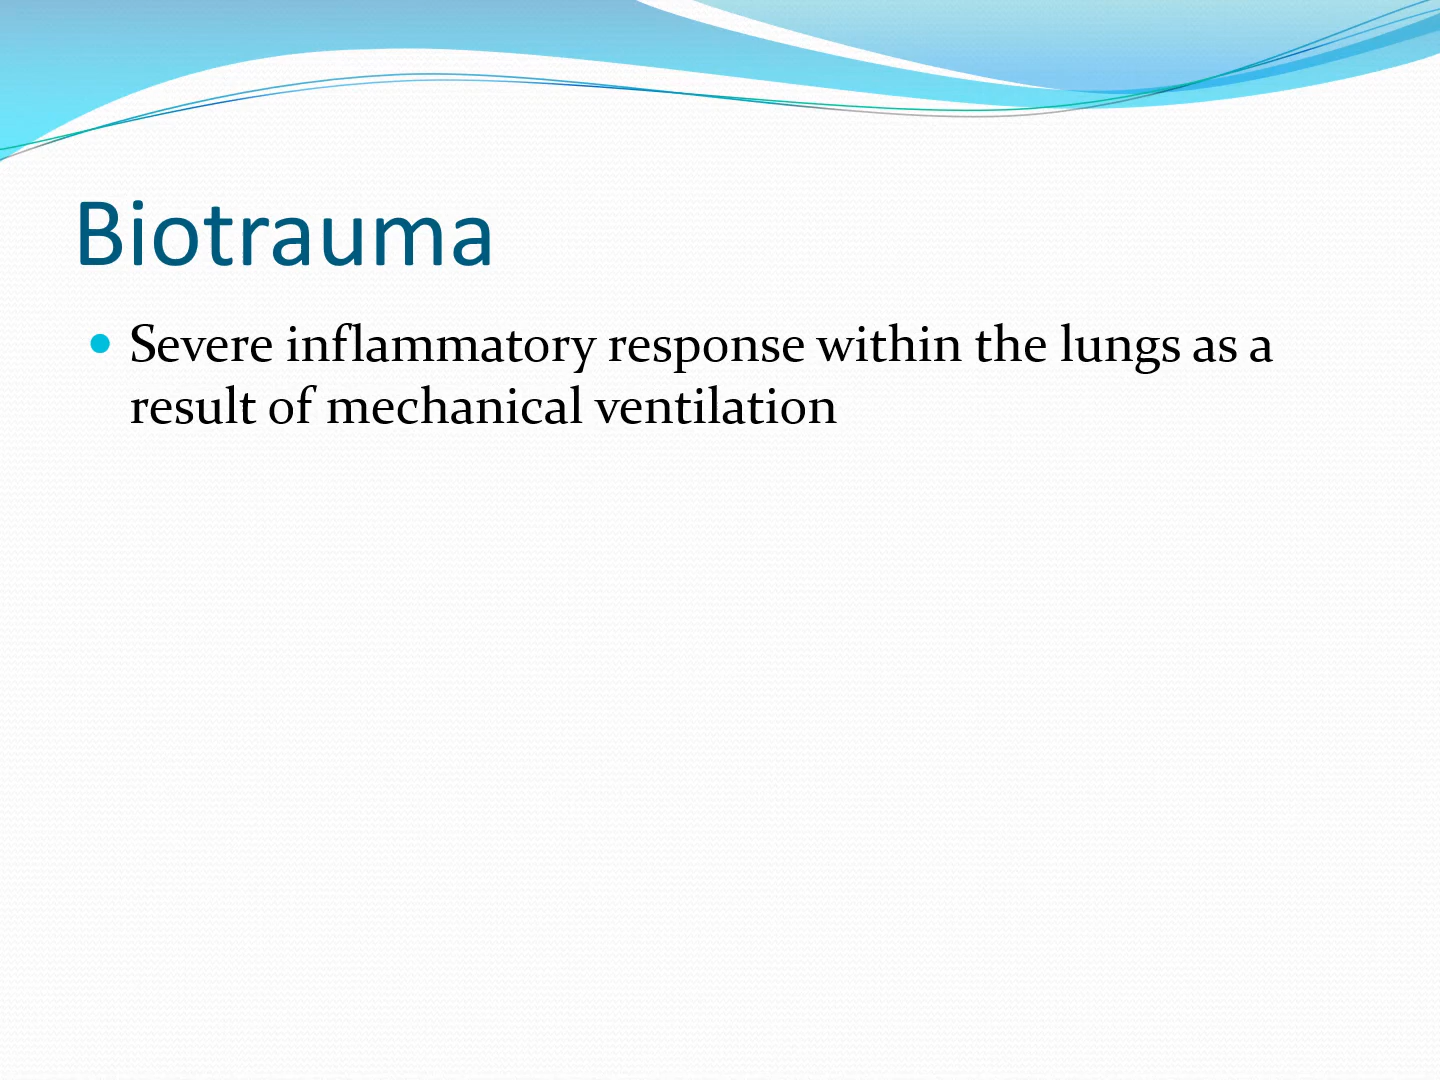 Biotrauma
• Severe inflammatory response within the lungs as a
result of mechanical ventilation